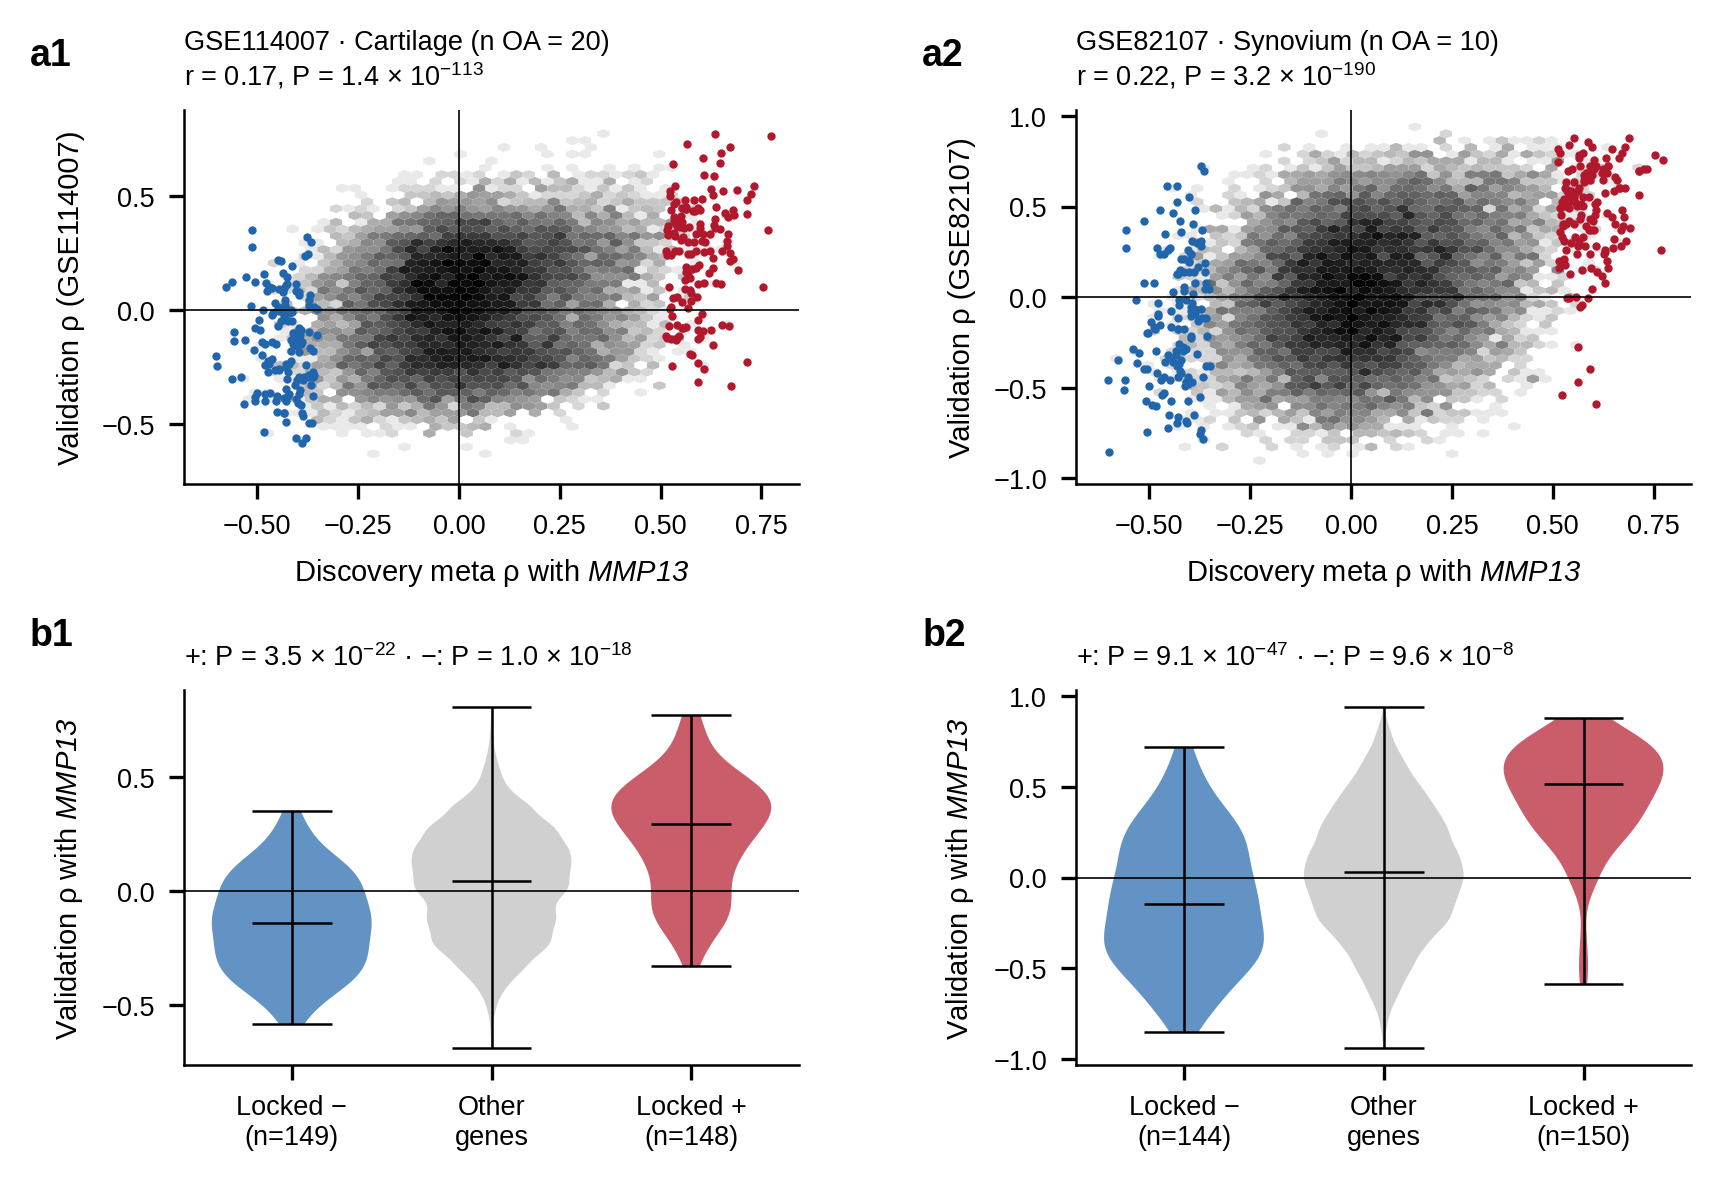 a1
GSE114007 · Cartilage (n OA = 20)
r = 0.17, P = 1.4 × 10⁻¹¹³
Validation ρ (GSE114007)
0.5
0.0
−0.5
−0.50 −0.25 0.00 0.25 0.50 0.75
Discovery meta ρ with MMP13
a2
GSE82107 · Synovium (n OA = 10)
r = 0.22, P = 3.2 × 10⁻¹⁹⁰
Validation ρ (GSE82107)
1.0
0.5
0.0
−0.5
−1.0
−0.50 −0.25 0.00 0.25 0.50 0.75
Discovery meta ρ with MMP13
b1
+: P = 3.5 × 10⁻²² · −: P = 1.0 × 10⁻¹⁸
Validation ρ with MMP13
0.5
0.0
−0.5
Locked − Other Locked +
(n=149) genes (n=148)
b2
+: P = 9.1 × 10⁻⁴⁷ · −: P = 9.6 × 10⁻⁸
Validation ρ with MMP13
1.0
0.5
0.0
−0.5
−1.0
Locked − Other Locked +
(n=144) genes (n=150)